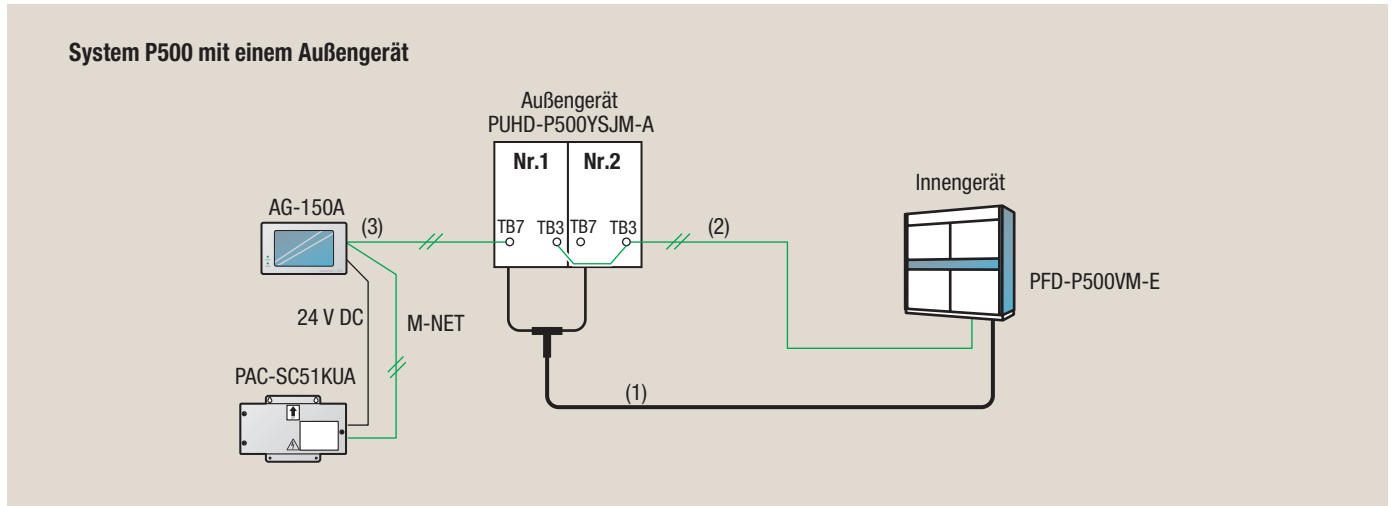 System P500 mit einem Außengerät
Außengerät
PUHD-P500YSJM-A
Nr.1
Nr.2
Innengerät
AG-150A
(3)
TB7
TB3
TB7
TB3
(2)
PFD-P500VM-E
24 V DC
M-NET
PAC-SC51KUA
(1)